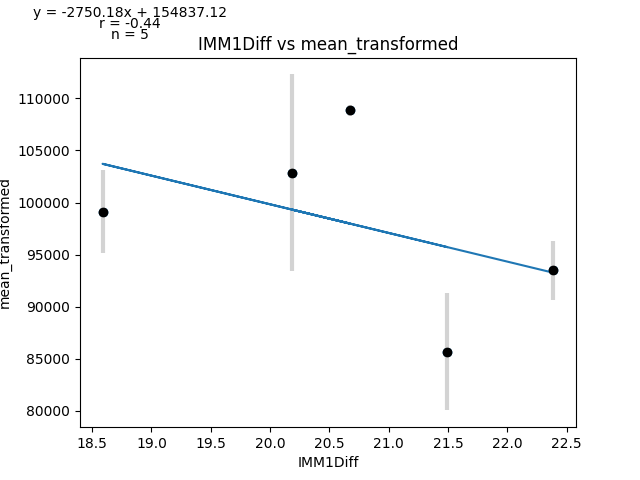 y = -2750.18x + 154837.12
r = -0.44
n = 5
IMM1Diff vs mean_transformed
110000
105000
100000
95000
90000
85000
80000
mean_transformed
18.5 19.0 19.5 20.0 20.5 21.0 21.5 22.0 22.5
IMM1Diff